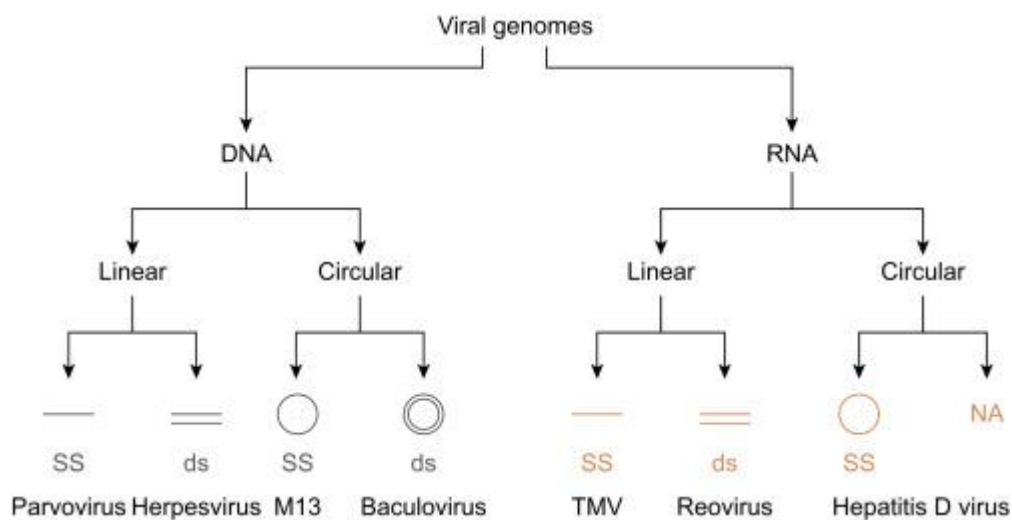 Viral genomes
DNA RNA
Linear Circular Linear Circular
NA
SS ds SS ds SS ds SS
Parvovirus Herpesvirus M13 Baculovirus TMV Reovirus Hepatitis D virus